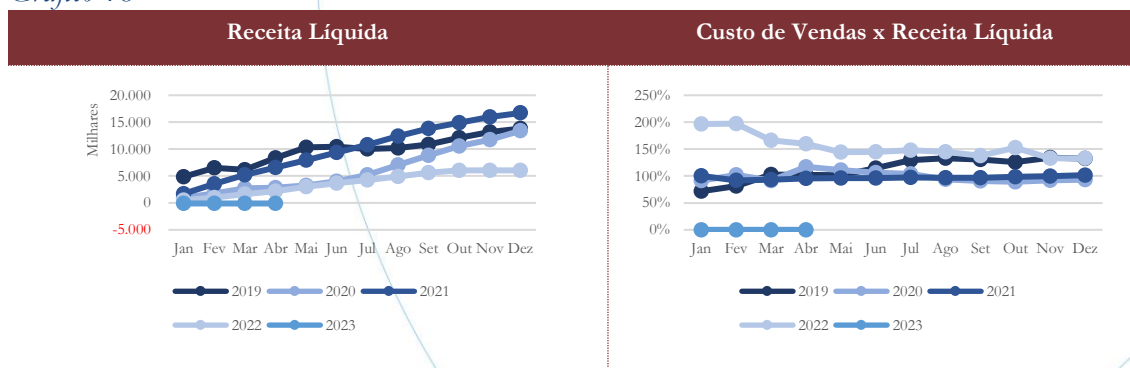 Receita Líquida
Milhares
20.000
15.000
10.000
5.000
0
-5.000
Jan Fev Mar Abr Mai Jun Jul Ago Set Out Nov Dez
2019 2020 2021
2022 2023
Custo de Vendas x Receita Líquida
250%
200%
150%
100%
50%
0%
Jan Fev Mar Abr Mai Jun Jul Ago Set Out Nov Dez
2019 2020 2021
2022 2023